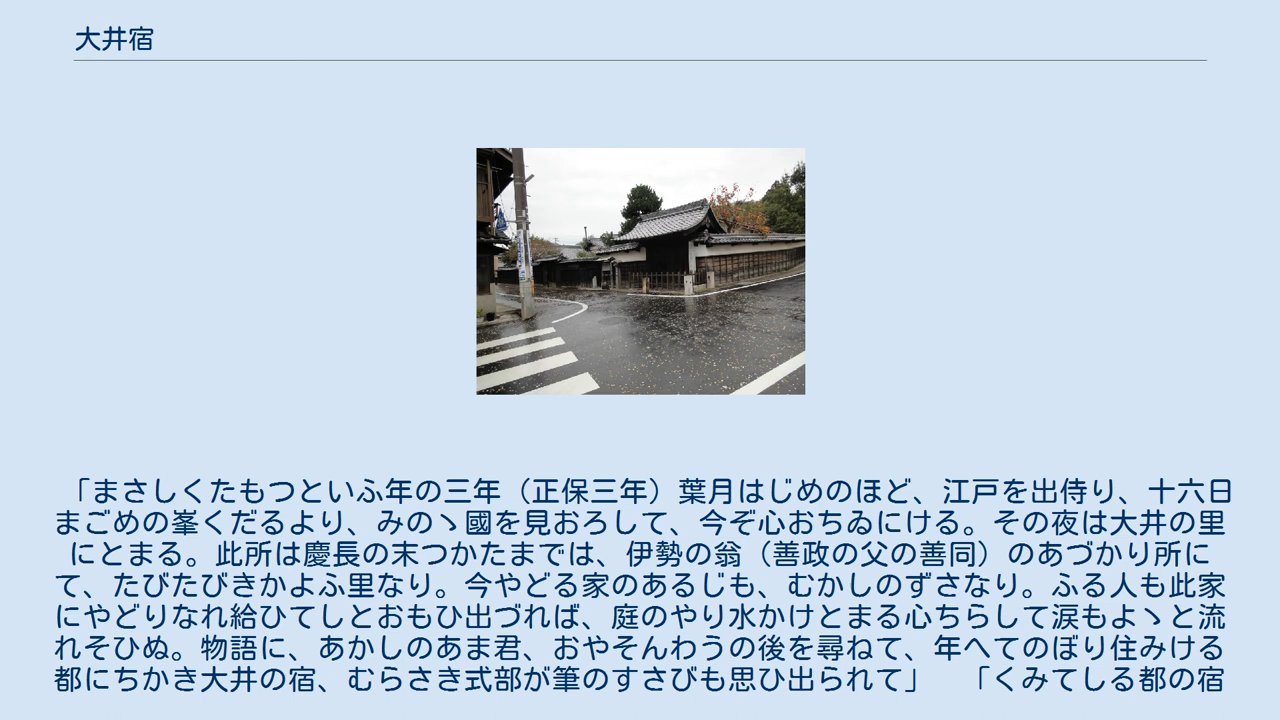 大井宿
「まさしくたもつといふ年の三年（正保三年）葉月はじめのほど、江戸を出侍り、十六日
まごめの峯くだるより、みのゝ國を見おろして、今ぞ心おちゐにける。その夜は大井の里
にとまる。此所は慶長の末つかたまでは、伊勢の翁（善政の父の善同）のあづかり所に
て、たびたびきかよふ里なり。今やどる家のあるじも、むかしのずさなり。ふる人も此家
にやどりなれ給ひてしとおもひ出づれば、庭のやり水かけとまる心ちらして涙もよゝと流
れそひぬ。物語に、あかしのあま君、おやそんわうの後を尋ねて、年へてのぼり住みける
都にちかき大井の宿、むらさき式部が筆のすさびも思ひ出られて」　「くみてしる都の宿